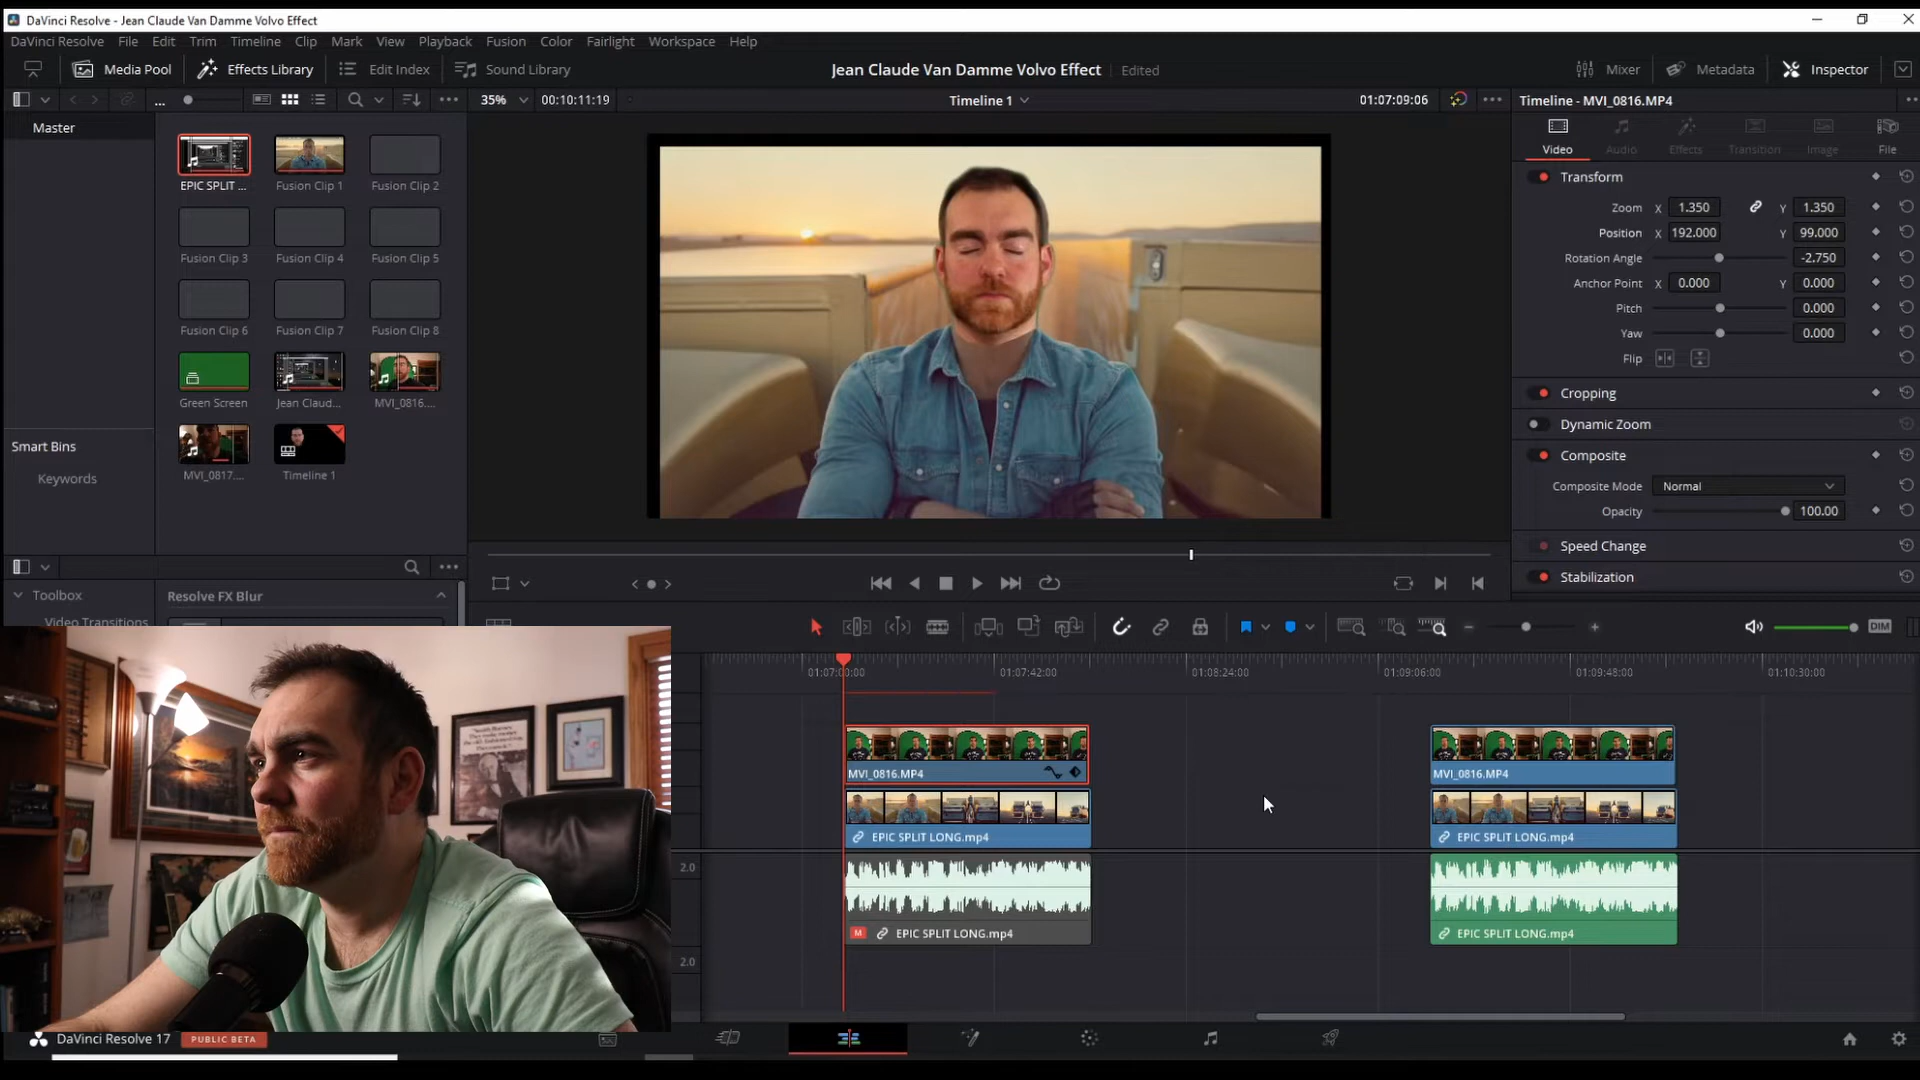 DaVinci Resolve - Jean Claude Van Damme Volvo Effect
DaVinci Resolve File Edit Trim Timeline Clip Mark View Playback Fusion Color Fairlight Workspace Help
Media Pool Effects Library Edit Index Sound Library
Jean Claude Van Damme Volvo Effect Edited
Mixer Metadata Inspector
... 35% 00:10:11:19 Timeline 1 01:07:09:06 Timeline - MVI_0816.MP4
Master
EPIC SPLIT ... Fusion Clip 1 Fusion Clip 2
Fusion Clip 3 Fusion Clip 4 Fusion Clip 5
Fusion Clip 6 Fusion Clip 7 Fusion Clip 8
Green Screen Jean Claud... MVI_0816....
MVI_0817.... Timeline 1
Smart Bins
Keywords
Video Audio Effects Transition Image File
Transform
Zoom X 1.350 Y 1.350
Position X 192.000 Y 99.000
Rotation Angle -2.750
Anchor Point X 0.000 Y 0.000
Pitch 0.000
Yaw 0.000
Flip
Cropping
Dynamic Zoom
Composite
Composite Mode Normal
Opacity 100.00
Speed Change
Stabilization
Toolbox
Video Transitions
Resolve FX Blur
DIM
01:07:00:00 01:07:42:00 01:08:24:00 01:09:06:00 01:09:48:00 01:10:30:00
MVI_0816.MP4 MVI_0816.MP4
EPIC SPLIT LONG.mp4 EPIC SPLIT LONG.mp4
2.0
M EPIC SPLIT LONG.mp4 EPIC SPLIT LONG.mp4
2.0
DaVinci Resolve 17 PUBLIC BETA